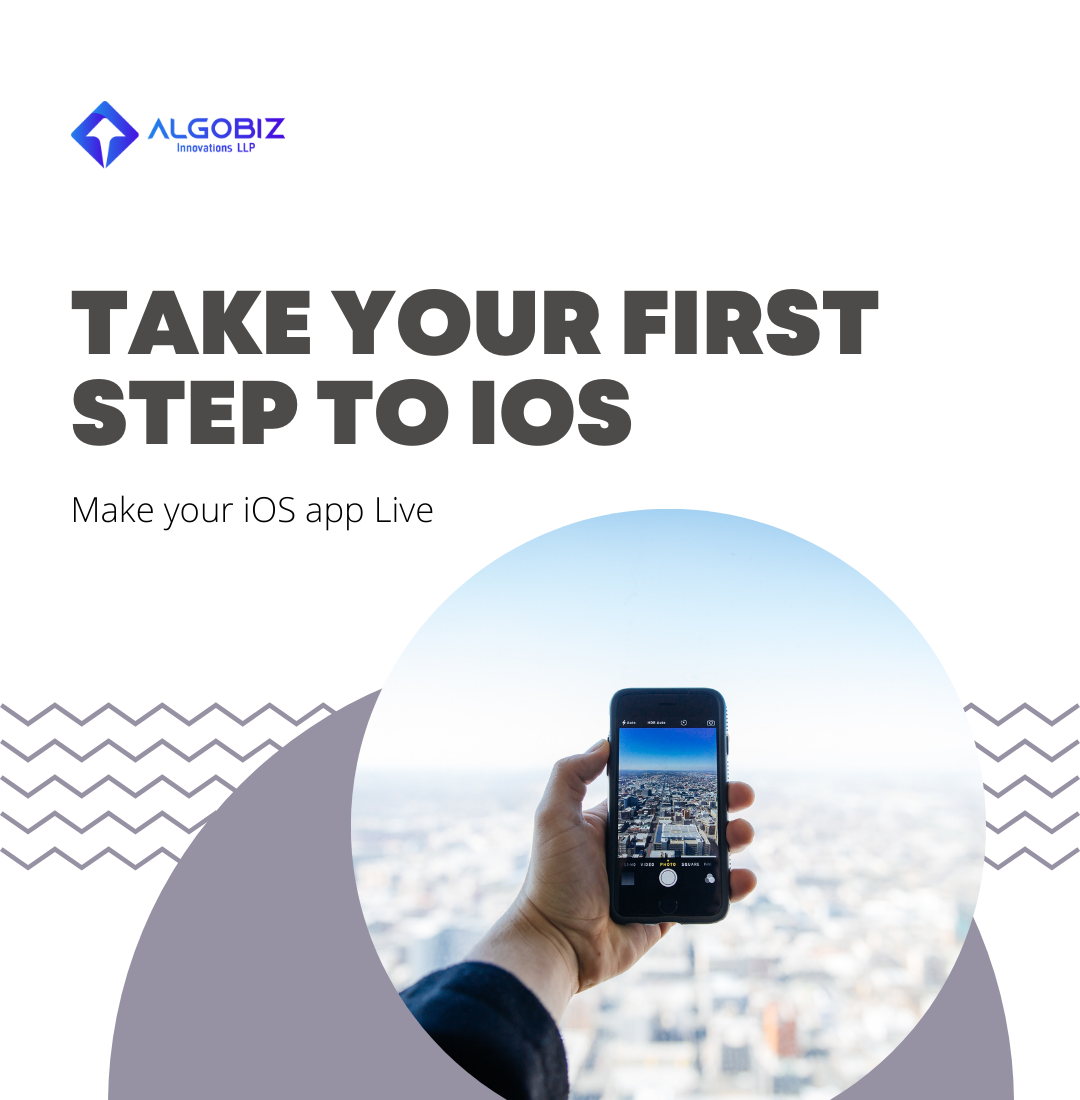 ALGOBIZ
Innovations LLP
TAKE YOUR FIRST
STEP TO IOS
Make your iOS app Live
Auto HDR Auto
VIDEO PHOTO SQUARE